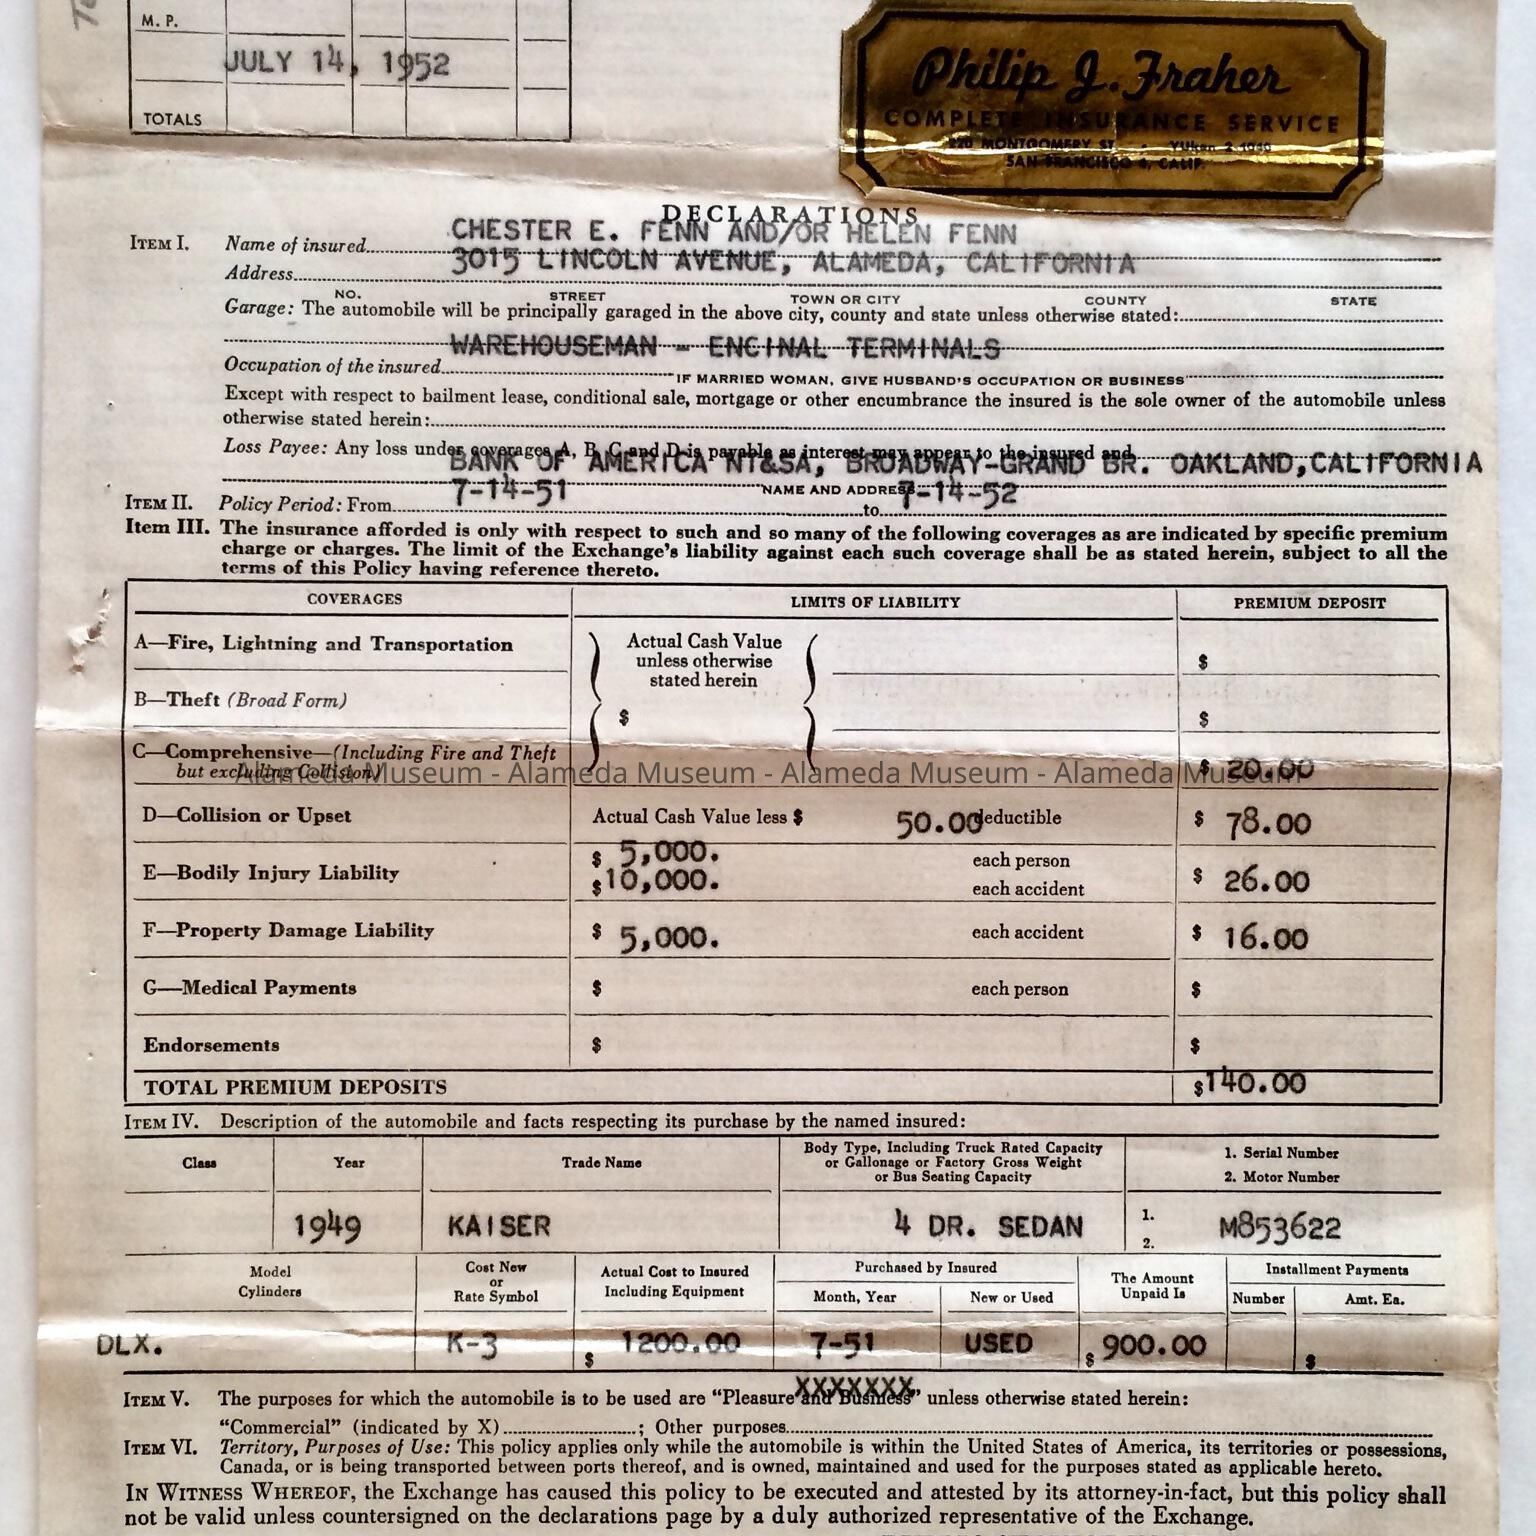 M. P.
JULY 14, 1952
TOTALS
Philip J. Fraher
COMPLETE INSURANCE SERVICE
220 MONTGOMERY ST. · YUkon 2-1040
SAN FRANCISCO 4, CALIF.
DECLARATIONS
ITEM I. Name of insured CHESTER E. FENN AND/OR HELEN FENN
Address 3015 LINCOLN AVENUE, ALAMEDA, CALIFORNIA
NO. STREET TOWN OR CITY COUNTY STATE
Garage: The automobile will be principally garaged in the above city, county and state unless otherwise stated:
WAREHOUSEMAN - ENCINAL TERMINALS
Occupation of the insured
IF MARRIED WOMAN, GIVE HUSBAND'S OCCUPATION OR BUSINESS
Except with respect to bailment lease, conditional sale, mortgage or other encumbrance the insured is the sole owner of the automobile unless
otherwise stated herein:
Loss Payee: Any loss under coverages A, B, C and D is payable as interest may appear to the insured and
BANK OF AMERICA NT&SA, BROADWAY-GRAND BR. OAKLAND,CALIFORNIA
NAME AND ADDRESS
ITEM II. Policy Period: From 7-14-51 to 7-14-52
Item III. The insurance afforded is only with respect to such and so many of the following coverages as are indicated by specific premium
charge or charges. The limit of the Exchange's liability against each such coverage shall be as stated herein, subject to all the
terms of this Policy having reference thereto.
COVERAGES LIMITS OF LIABILITY PREMIUM DEPOSIT
A—Fire, Lightning and Transportation Actual Cash Value
unless otherwise
stated herein $
B—Theft (Broad Form) $ $
C—Comprehensive—(Including Fire and Theft
but excluding Collision) $ 20.00
Alameda Museum - Alameda Museum - Alameda Museum - Alameda Museum
D—Collision or Upset Actual Cash Value less $ 50.00 deductible $ 78.00
E—Bodily Injury Liability $ 5,000. each person
$10,000. each accident $ 26.00
F—Property Damage Liability $ 5,000. each accident $ 16.00
G—Medical Payments $ each person $
Endorsements $ $
TOTAL PREMIUM DEPOSITS $140.00
ITEM IV. Description of the automobile and facts respecting its purchase by the named insured:
Class Year Trade Name Body Type, Including Truck Rated Capacity
or Gallonage or Factory Gross Weight
or Bus Seating Capacity 1. Serial Number
2. Motor Number
1949 KAISER 4 DR. SEDAN 1. M853622
2.
Model
Cylinders Cost New
or
Rate Symbol Actual Cost to Insured
Including Equipment Purchased by Insured
Month, Year New or Used The Amount
Unpaid Is Installment Payments
Number Amt. Ea.
DLX. K-3 $ 1200.00 7-51 USED $ 900.00 $
XXXXXXX
ITEM V. The purposes for which the automobile is to be used are "Pleasure and Business" unless otherwise stated herein:
"Commercial" (indicated by X) ; Other purposes
ITEM VI. Territory, Purposes of Use: This policy applies only while the automobile is within the United States of America, its territories or possessions,
Canada, or is being transported between ports thereof, and is owned, maintained and used for the purposes stated as applicable hereto.
IN WITNESS WHEREOF, the Exchange has caused this policy to be executed and attested by its attorney-in-fact, but this policy shall
not be valid unless countersigned on the declarations page by a duly authorized representative of the Exchange.